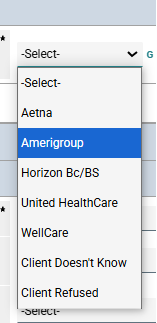 *
-Select-
G
-Select-
Aetna
Amerigroup
Horizon Bc/BS
United HealthCare
WellCare
Client Doesn't Know
Client Refused
*
-Select-